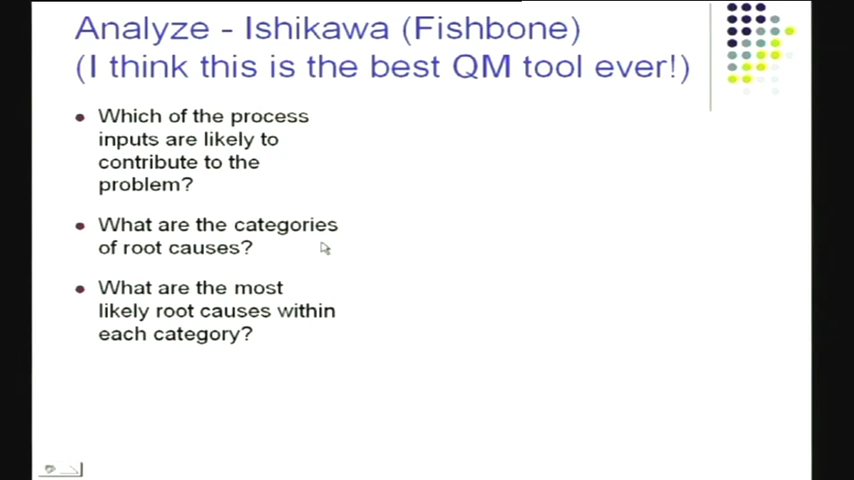 Analyze - Ishikawa (Fishbone)
(I think this is the best QM tool ever!)
Which of the process
inputs are likely to
contribute to the
problem?
What are the categories
of root causes?
What are the most
likely root causes within
each category?